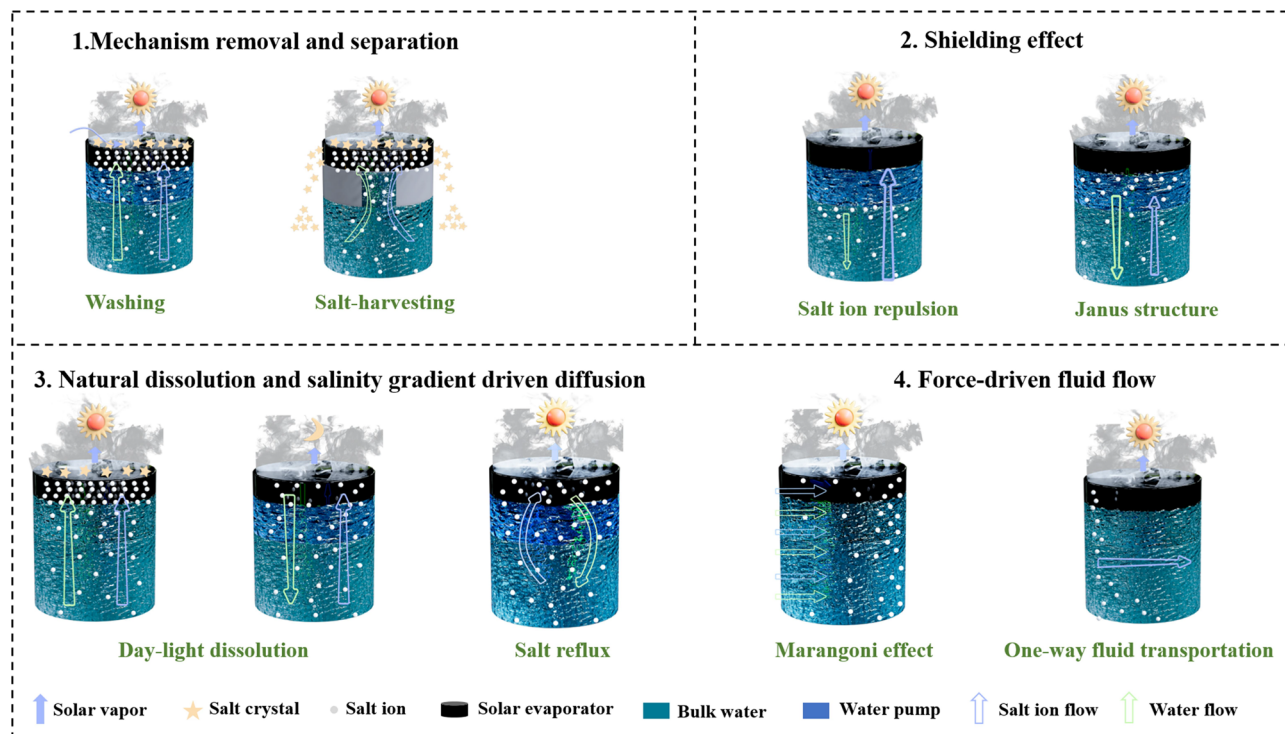 1.Mechanism removal and separation
2. Shielding effect
Washing
Salt-harvesting
Salt ion repulsion
Janus structure
3. Natural dissolution and salinity gradient driven diffusion
4. Force-driven fluid flow
Day-light dissolution
Salt reflux
Marangoni effect
One-way fluid transportation
Solar vapor
Salt crystal
Salt ion
Solar evaporator
Bulk water
Water pump
Salt ion flow
Water flow